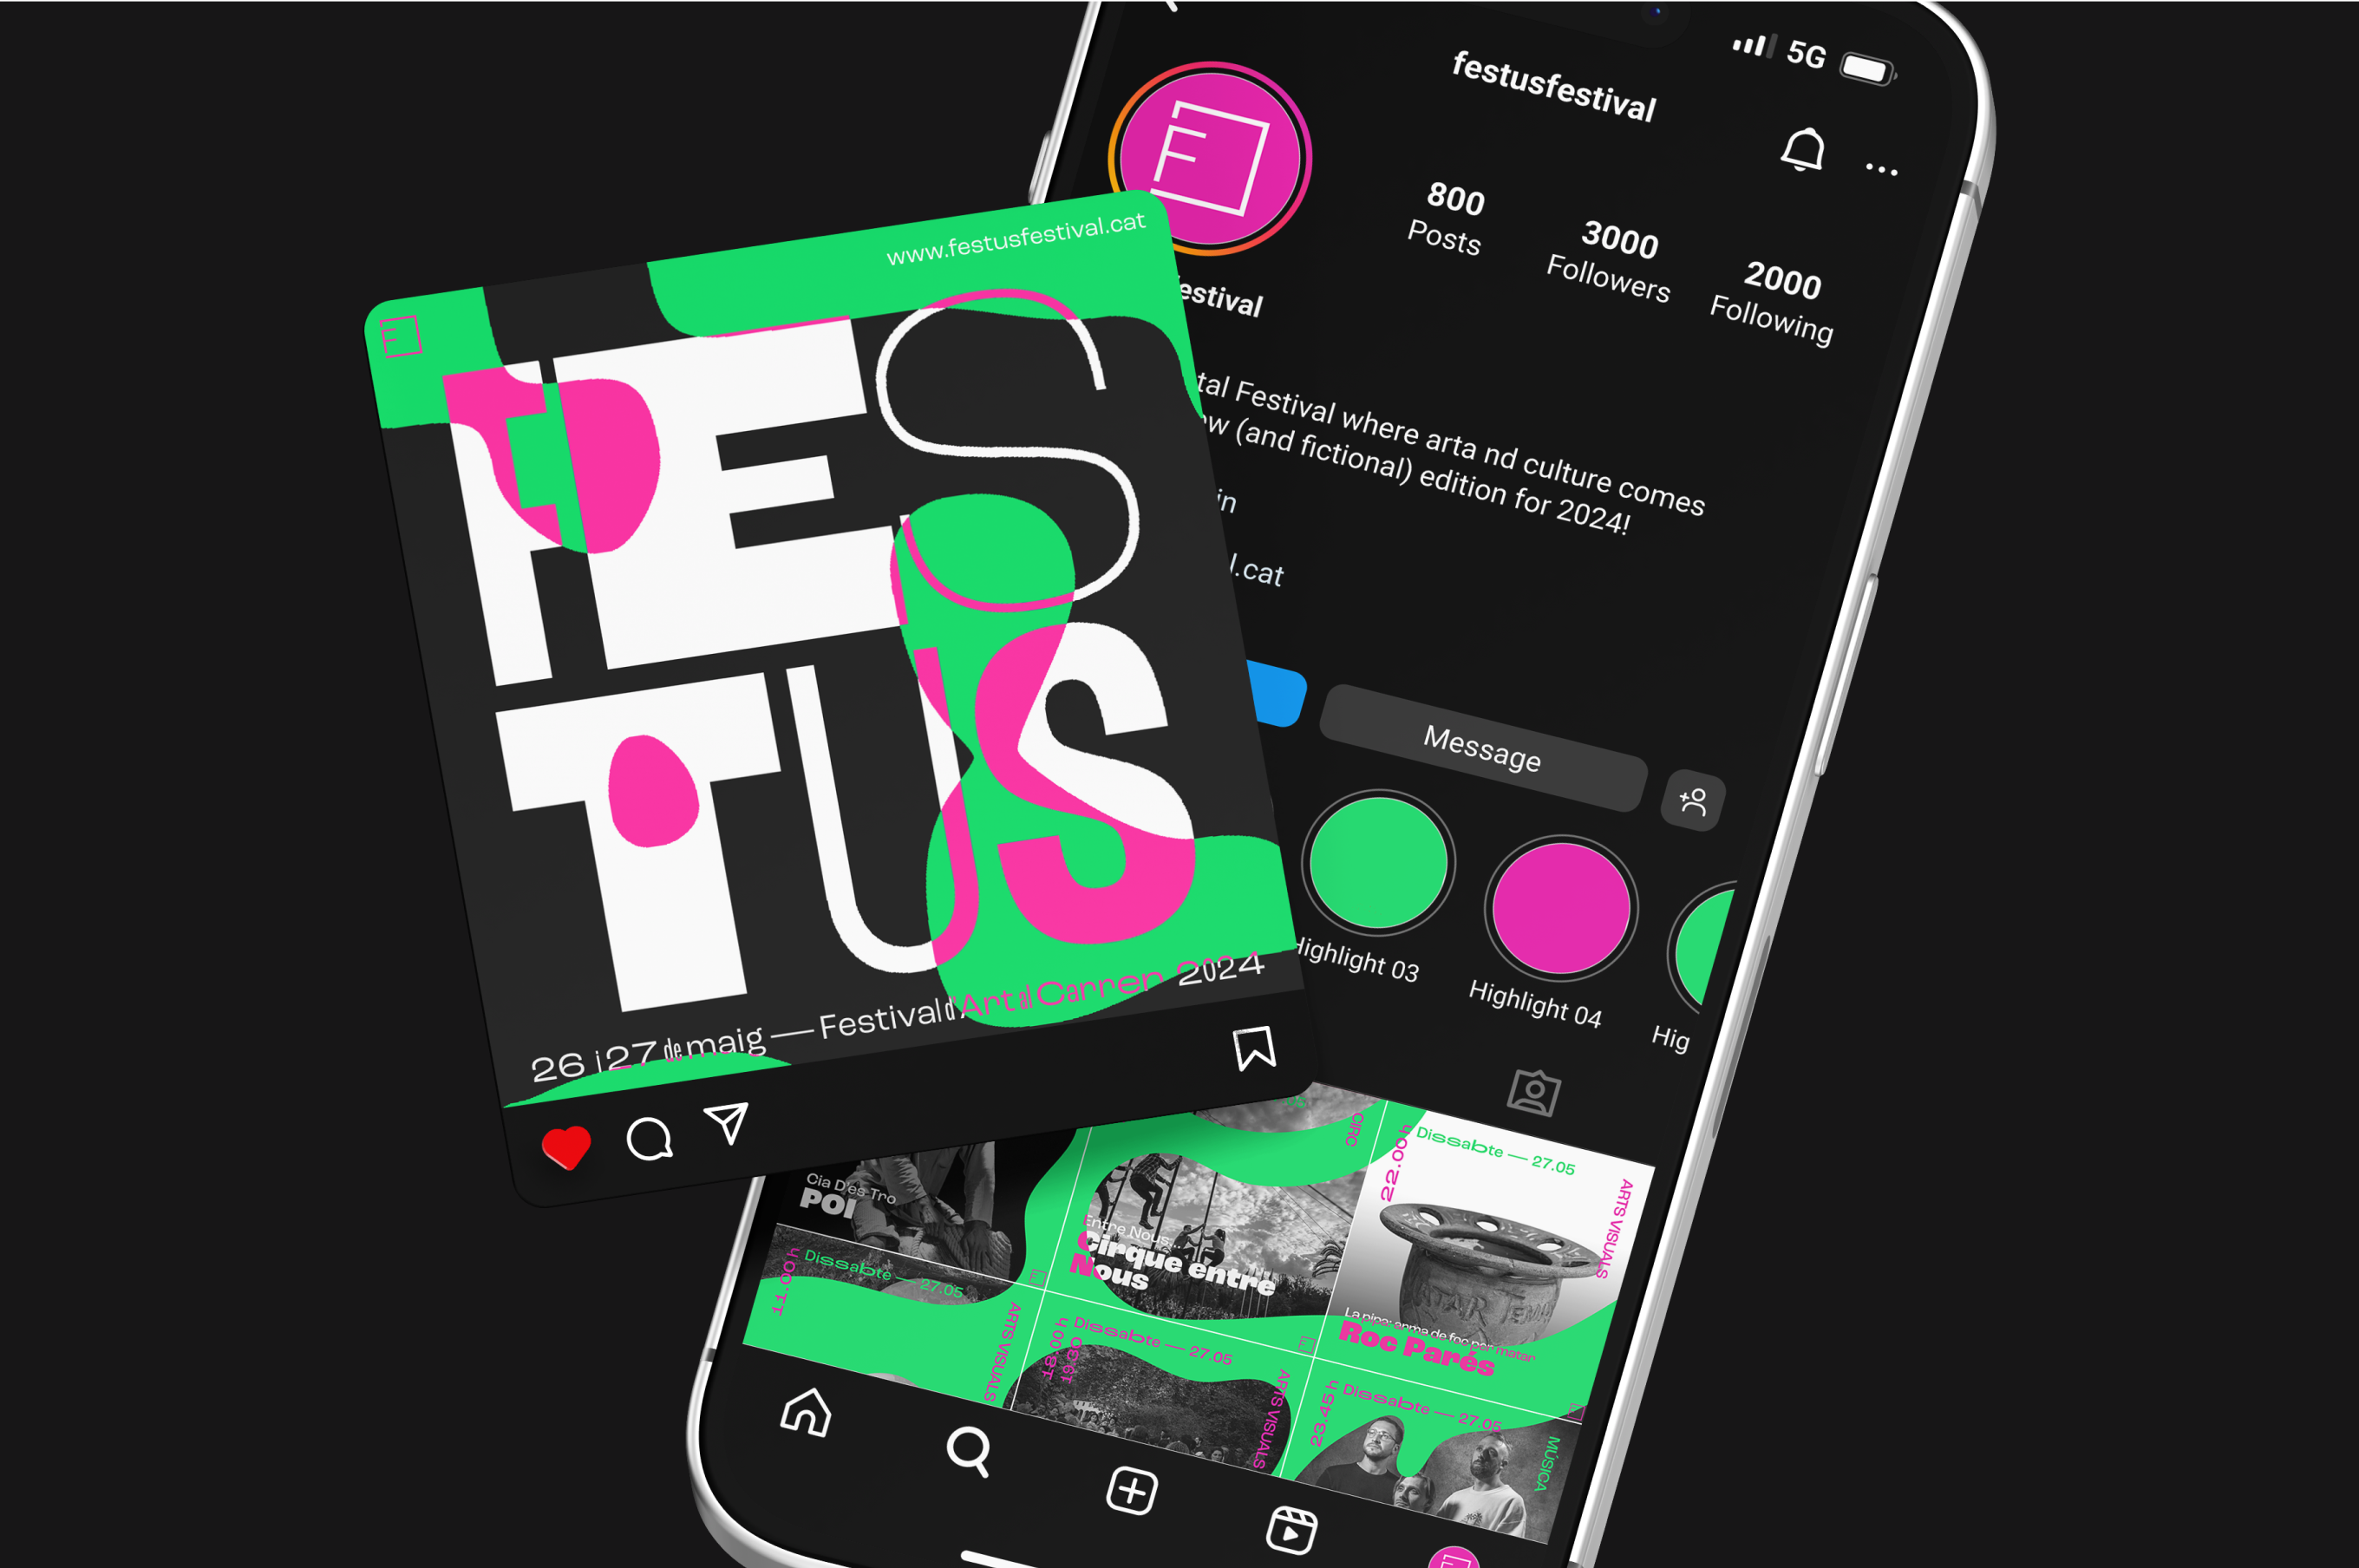 festusfestival
5G
800
Posts
3000
Followers
2000
Following
F
estival
tal Festival where arta nd culture comes
ew (and fictional) edition for 2024!
in
l.cat
Message
Highlight 03
Highlight 04
Hig
F
www.festusfestival.cat
FES
TUS
26 i 27 de maig — Festival d'Art al Carrer 2024
Cia D'es Tro
POI
CIRC
Entre Nous...
Cirque entre
Nous
22.00 h
Dissabte — 27.05
ARTS VISUALS
ATAR
La pipa: arma de foc per matar
Roc Parés
11.00 h
Dissabte — 27.05
ARTS VISUALS
18.00 h
19.30
Dissabte — 27.05
ARTS VISUALS
23.45 h
Dissabte — 27.05
MÚSICA